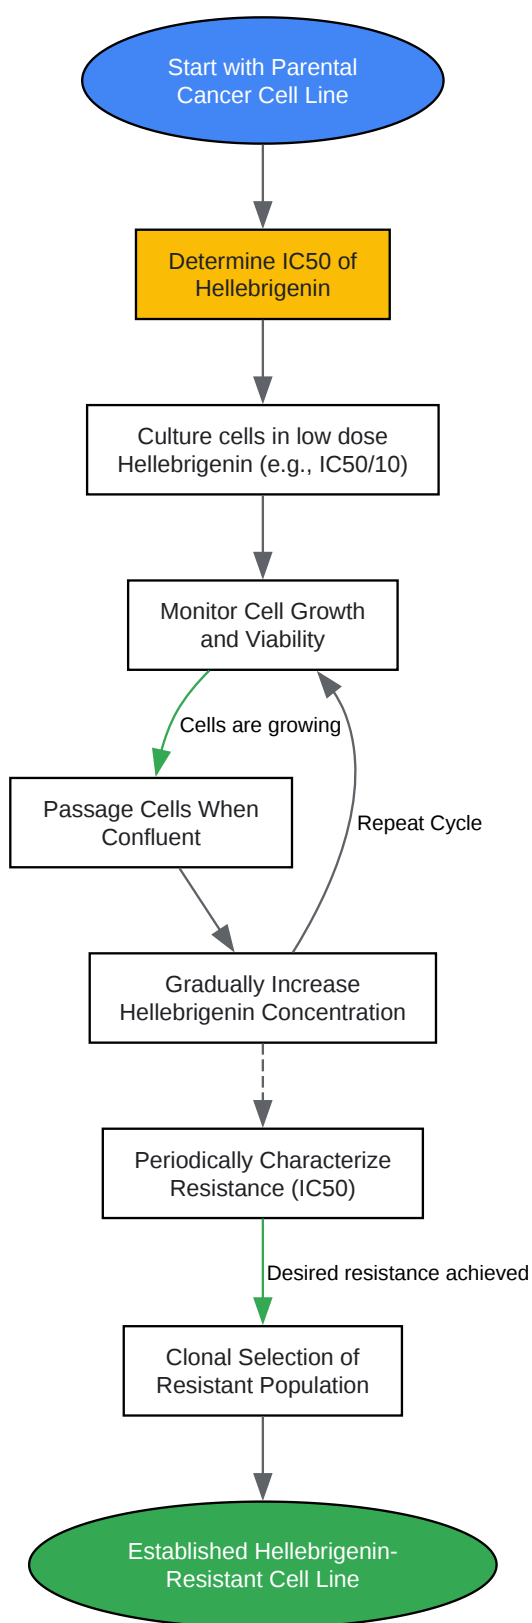 Start with Parental
Cancer Cell Line
Determine IC50 of
Hellebrigenin
Culture cells in low dose
Hellebrigenin (e.g., IC50/10)
Monitor Cell Growth
and Viability
Cells are growing
Passage Cells When
Confluent
Repeat Cycle
Gradually Increase
Hellebrigenin Concentration
Periodically Characterize
Resistance (IC50)
Desired resistance achieved
Clonal Selection of
Resistant Population
Established Hellebrigenin-
Resistant Cell Line